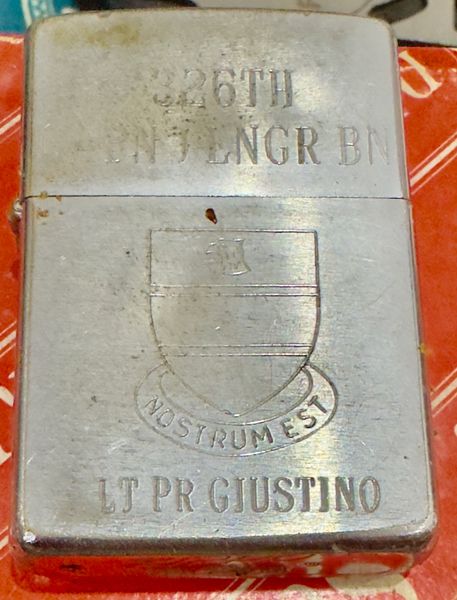 326TH
ENGR BN
NOSTRUM EST
LT PR GIUSTINO